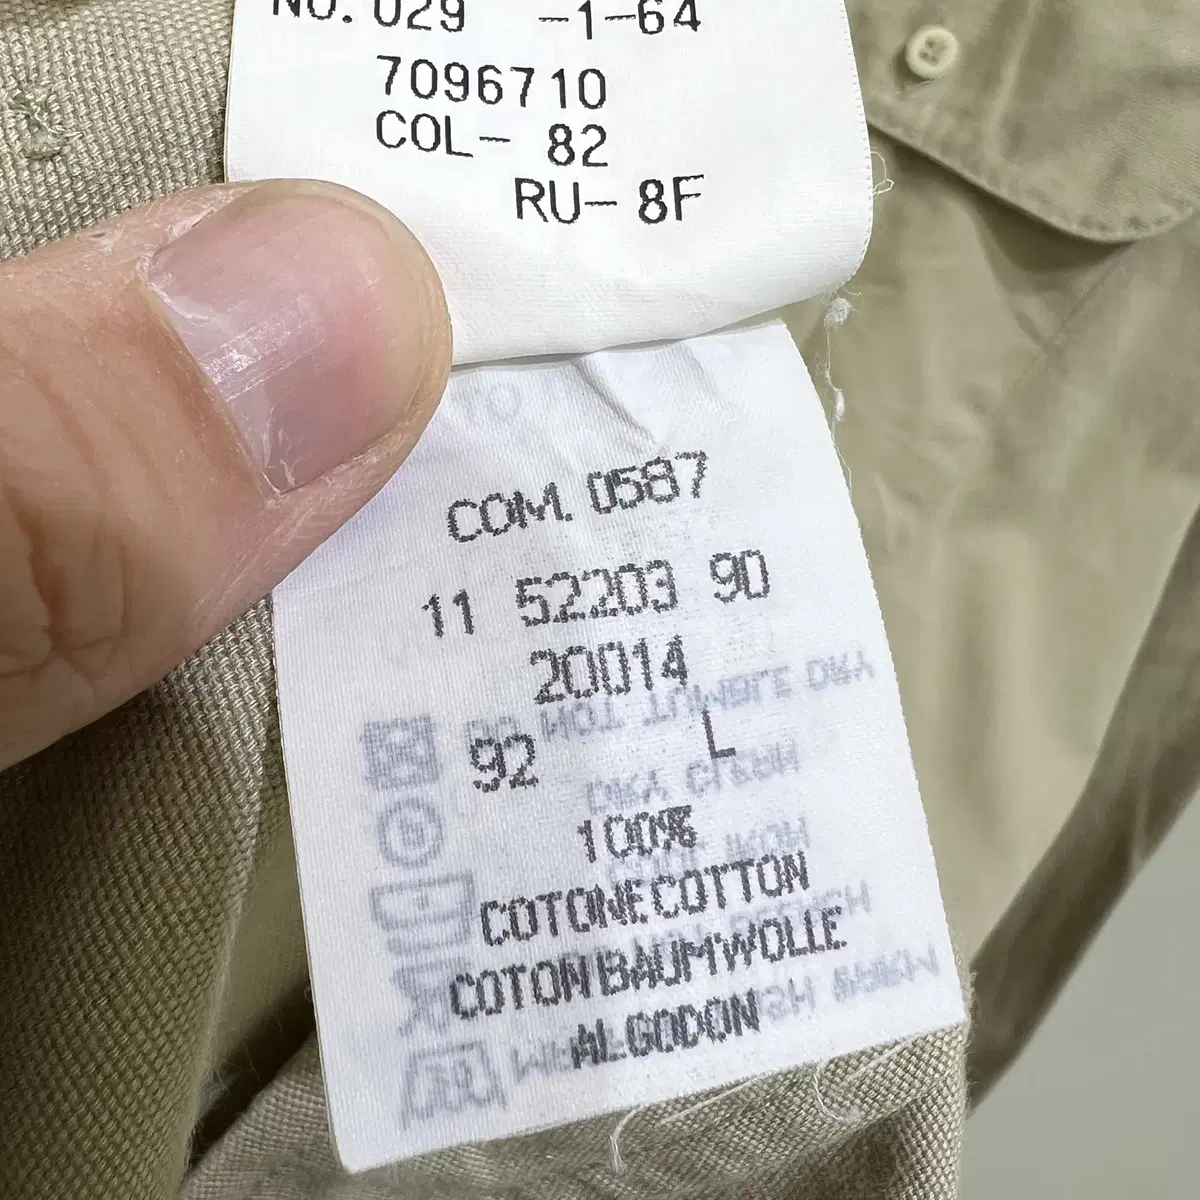 NO. 029 -1-64
7096710
COL- 82
RU- 8F
COM. 0587
11 52203 90
20014
92 L
100%
COTONE COTTON
COTON BAUMWOLLE
ALGODON